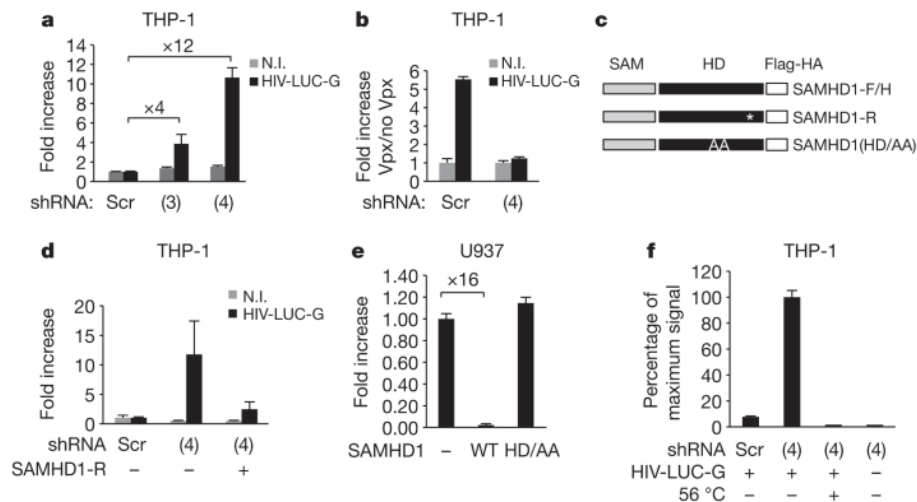 a
THP-1
N.I.
HIV-LUC-G
×12
×4
Fold increase
14
12
10
8
6
4
2
0
shRNA: Scr (3) (4)
b
THP-1
N.I.
HIV-LUC-G
Fold increase
Vpx/no Vpx
6
5
4
3
2
1
0
shRNA: Scr (4)
c
SAM HD Flag-HA
SAMHD1-F/H
* SAMHD1-R
AA SAMHD1(HD/AA)
d
THP-1
N.I.
HIV-LUC-G
Fold increase
20
15
10
5
0
shRNA Scr (4) (4)
SAMHD1-R – – +
e
U937
×16
Fold increase
1.40
1.20
1.00
0.80
0.60
0.40
0.20
0.00
SAMHD1 – WT HD/AA
f
THP-1
Percentage of
maximum signal
120
100
80
60
40
20
0
shRNA Scr (4) (4) (4)
HIV-LUC-G + + + –
56 °C – – + –